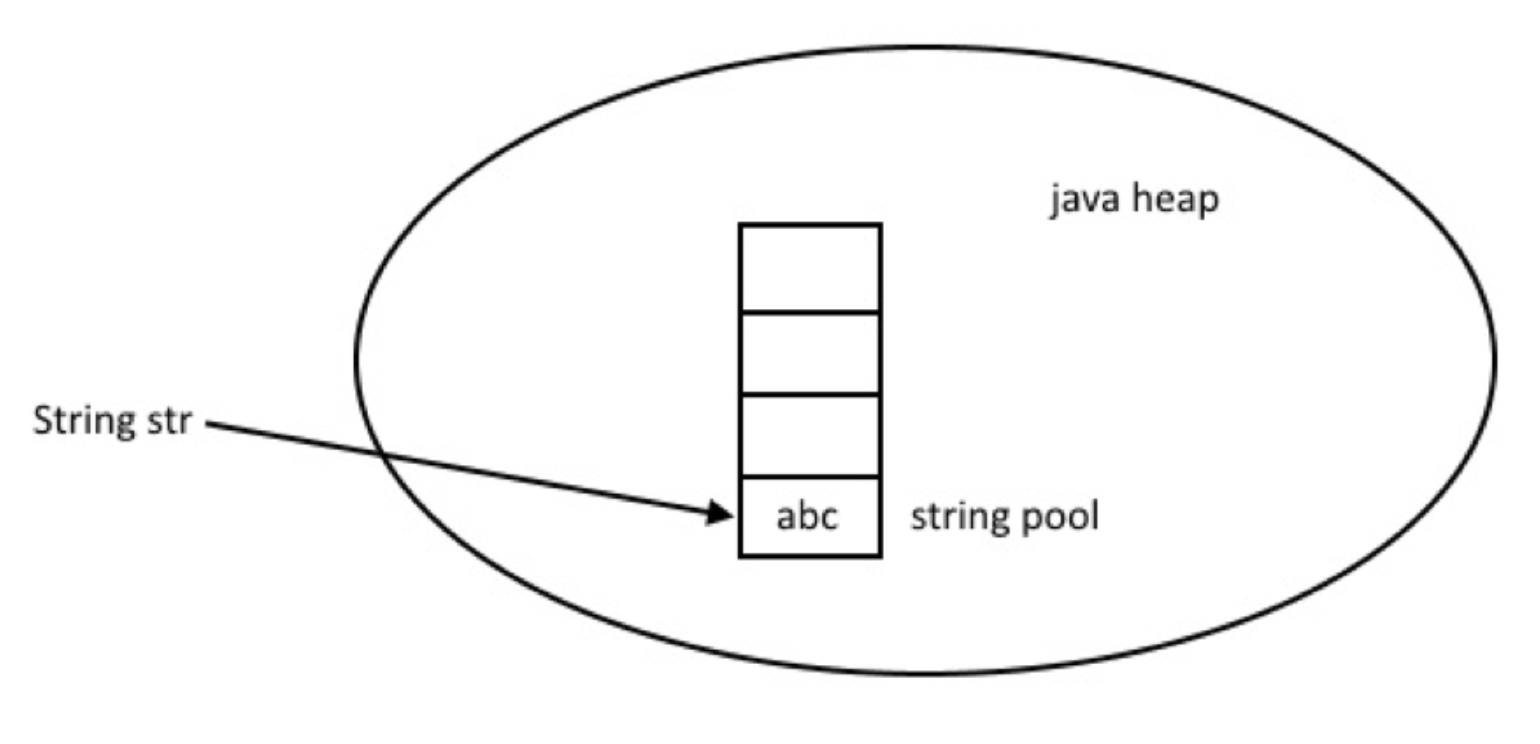 java heap
String str
abc
string pool